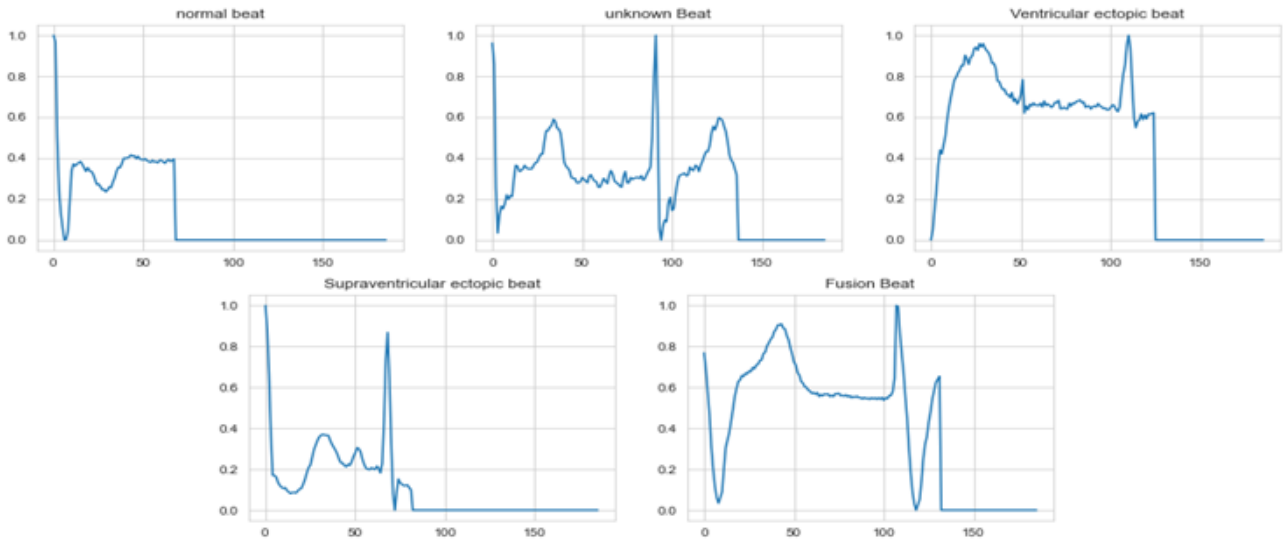 normal beat
unknown Beat
Ventricular ectopic beat
1.0 1.0 1.0
0.8 0.8 0.8
0.6 0.6 0.6
0.4 0.4 0.4
0.2 0.2 0.2
0.0 0.0 0.0
0 50 100 150 0 50 100 150 0 50 100 150
Supraventricular ectopic beat
Fusion Beat
1.0 1.0
0.8 0.8
0.6 0.6
0.4 0.4
0.2 0.2
0.0 0.0
0 50 100 150 0 50 100 150